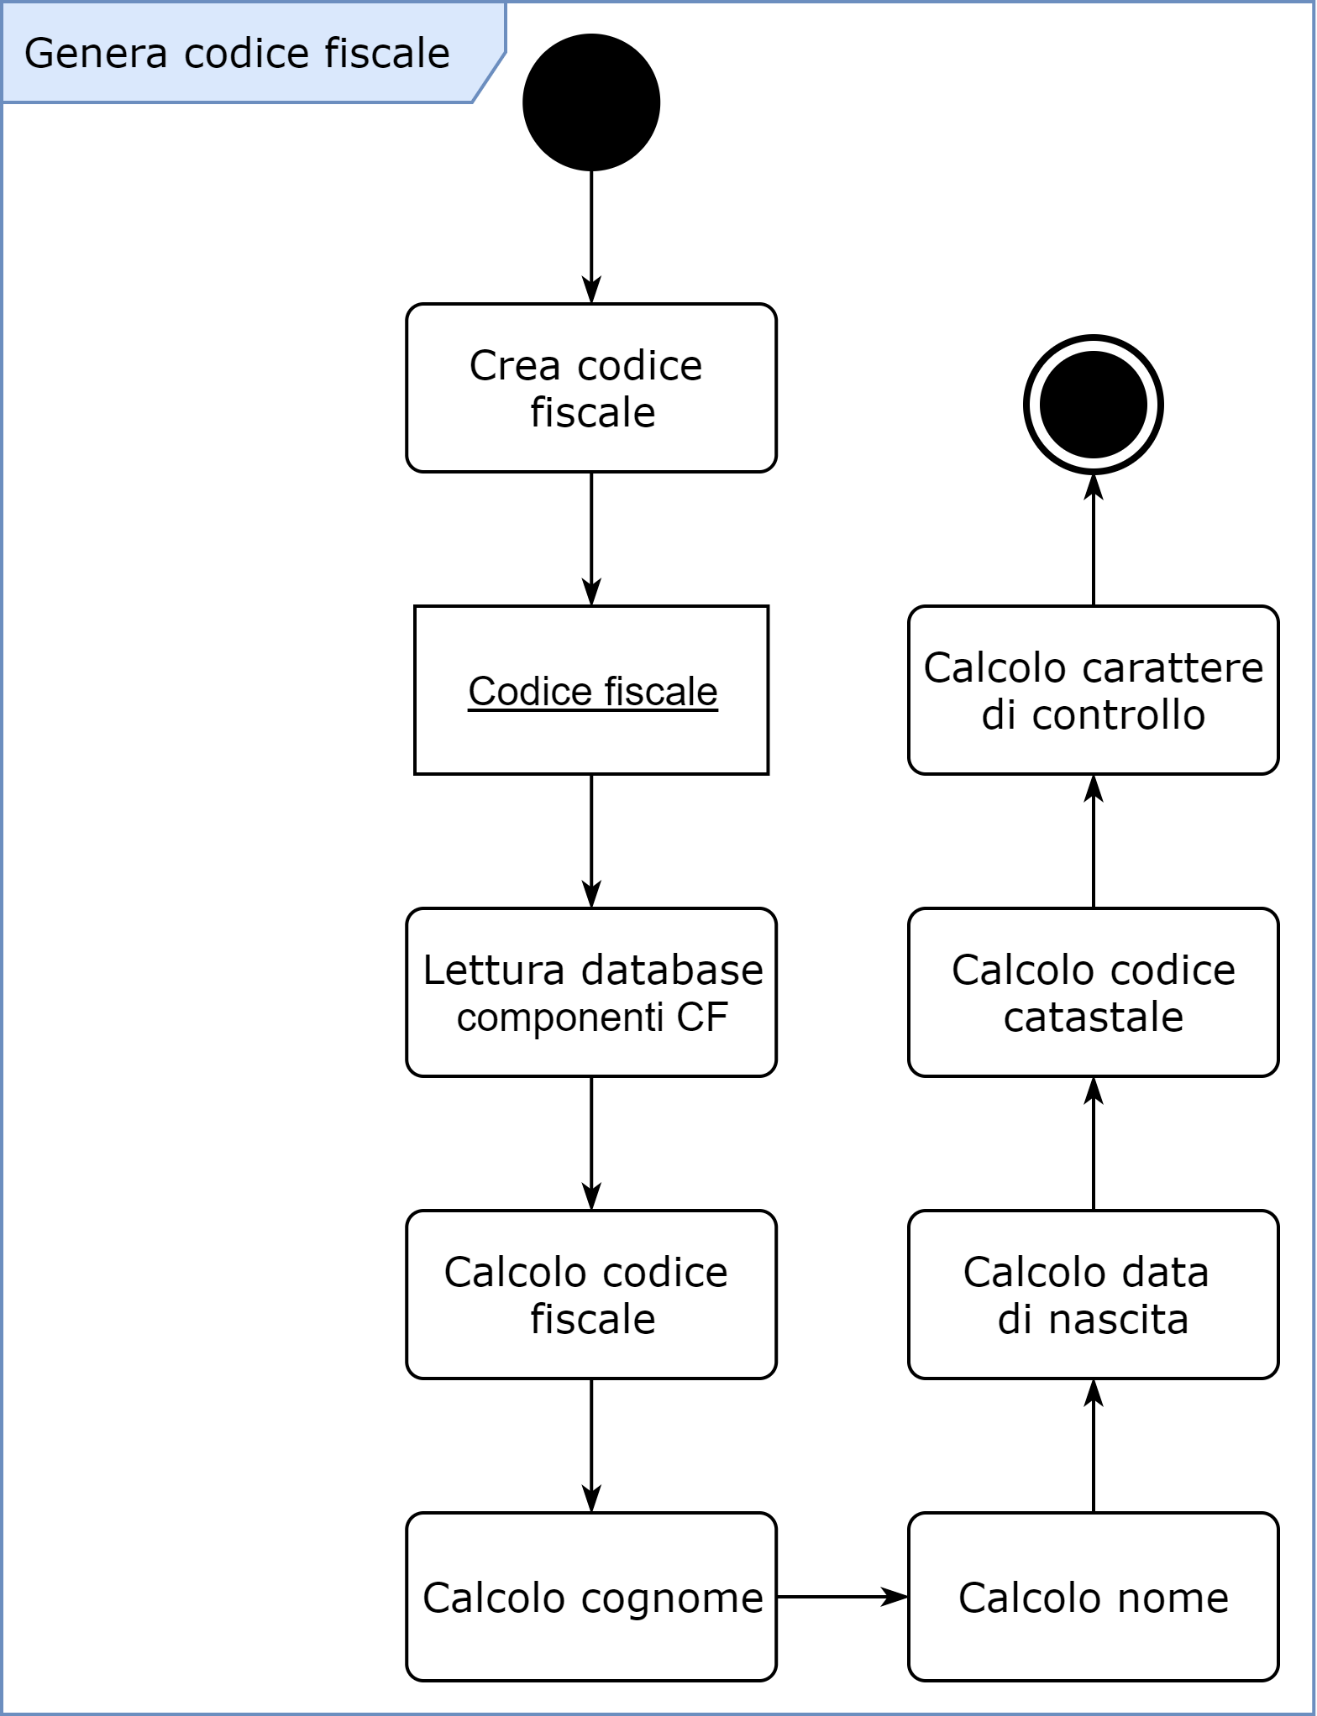 Genera codice fiscale
Crea codice
fiscale
Codice fiscale
Lettura database
componenti CF
Calcolo codice
fiscale
Calcolo cognome
Calcolo nome
Calcolo data
di nascita
Calcolo codice
catastale
Calcolo carattere
di controllo